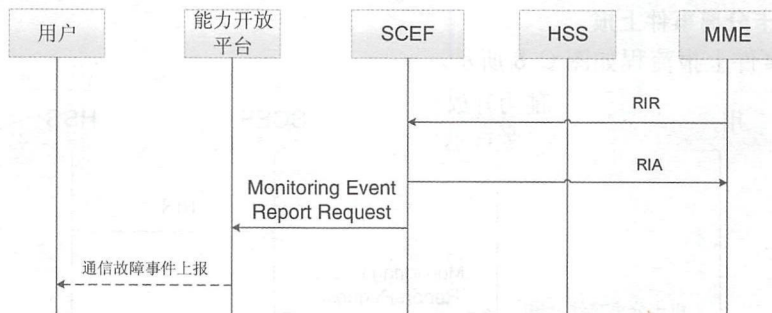 用户
能力开放
平台
SCEF
HSS
MME
RIR
RIA
Monitoring Event
Report Request
通信故障事件上报